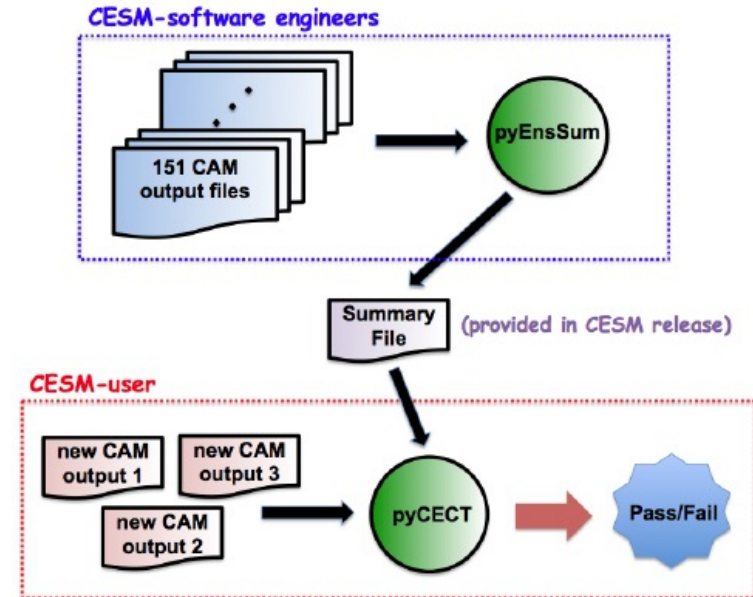 CESM-software engineers
151 CAM
output files
pyEnsSum
Summary
File
(provided in CESM release)
CESM-user
new CAM
output 1
new CAM
output 3
new CAM
output 2
pyCECT
Pass/Fail